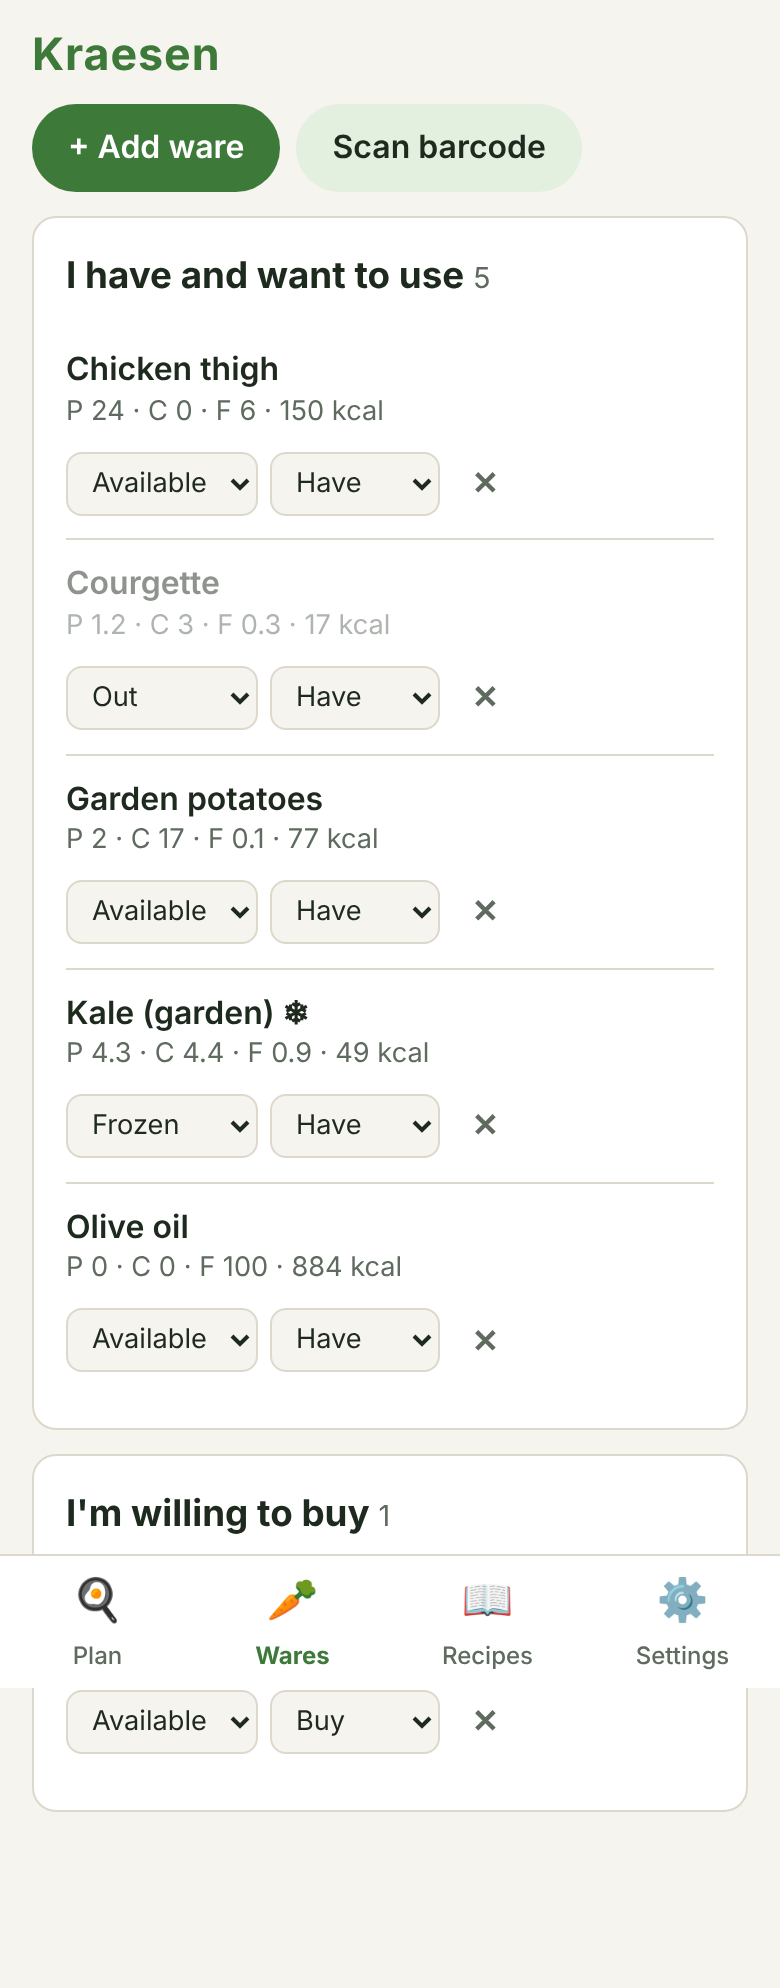 Kraesen
+ Add ware
Scan barcode
I have and want to use 5
Chicken thigh
P 24 · C 0 · F 6 · 150 kcal
Available Have ✕
Courgette
P 1.2 · C 3 · F 0.3 · 17 kcal
Out Have ✕
Garden potatoes
P 2 · C 17 · F 0.1 · 77 kcal
Available Have ✕
Kale (garden) ❄
P 4.3 · C 4.4 · F 0.9 · 49 kcal
Frozen Have ✕
Olive oil
P 0 · C 0 · F 100 · 884 kcal
Available Have ✕
I'm willing to buy 1
Plan Wares Recipes Settings
Available Buy ✕